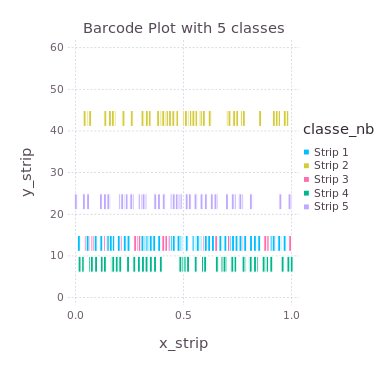 Barcode Plot with 5 classes
60
50
40
30
20
10
0
0.0
0.5
1.0
x_strip
y_strip
classe_nb
Strip 1
Strip 2
Strip 3
Strip 4
Strip 5